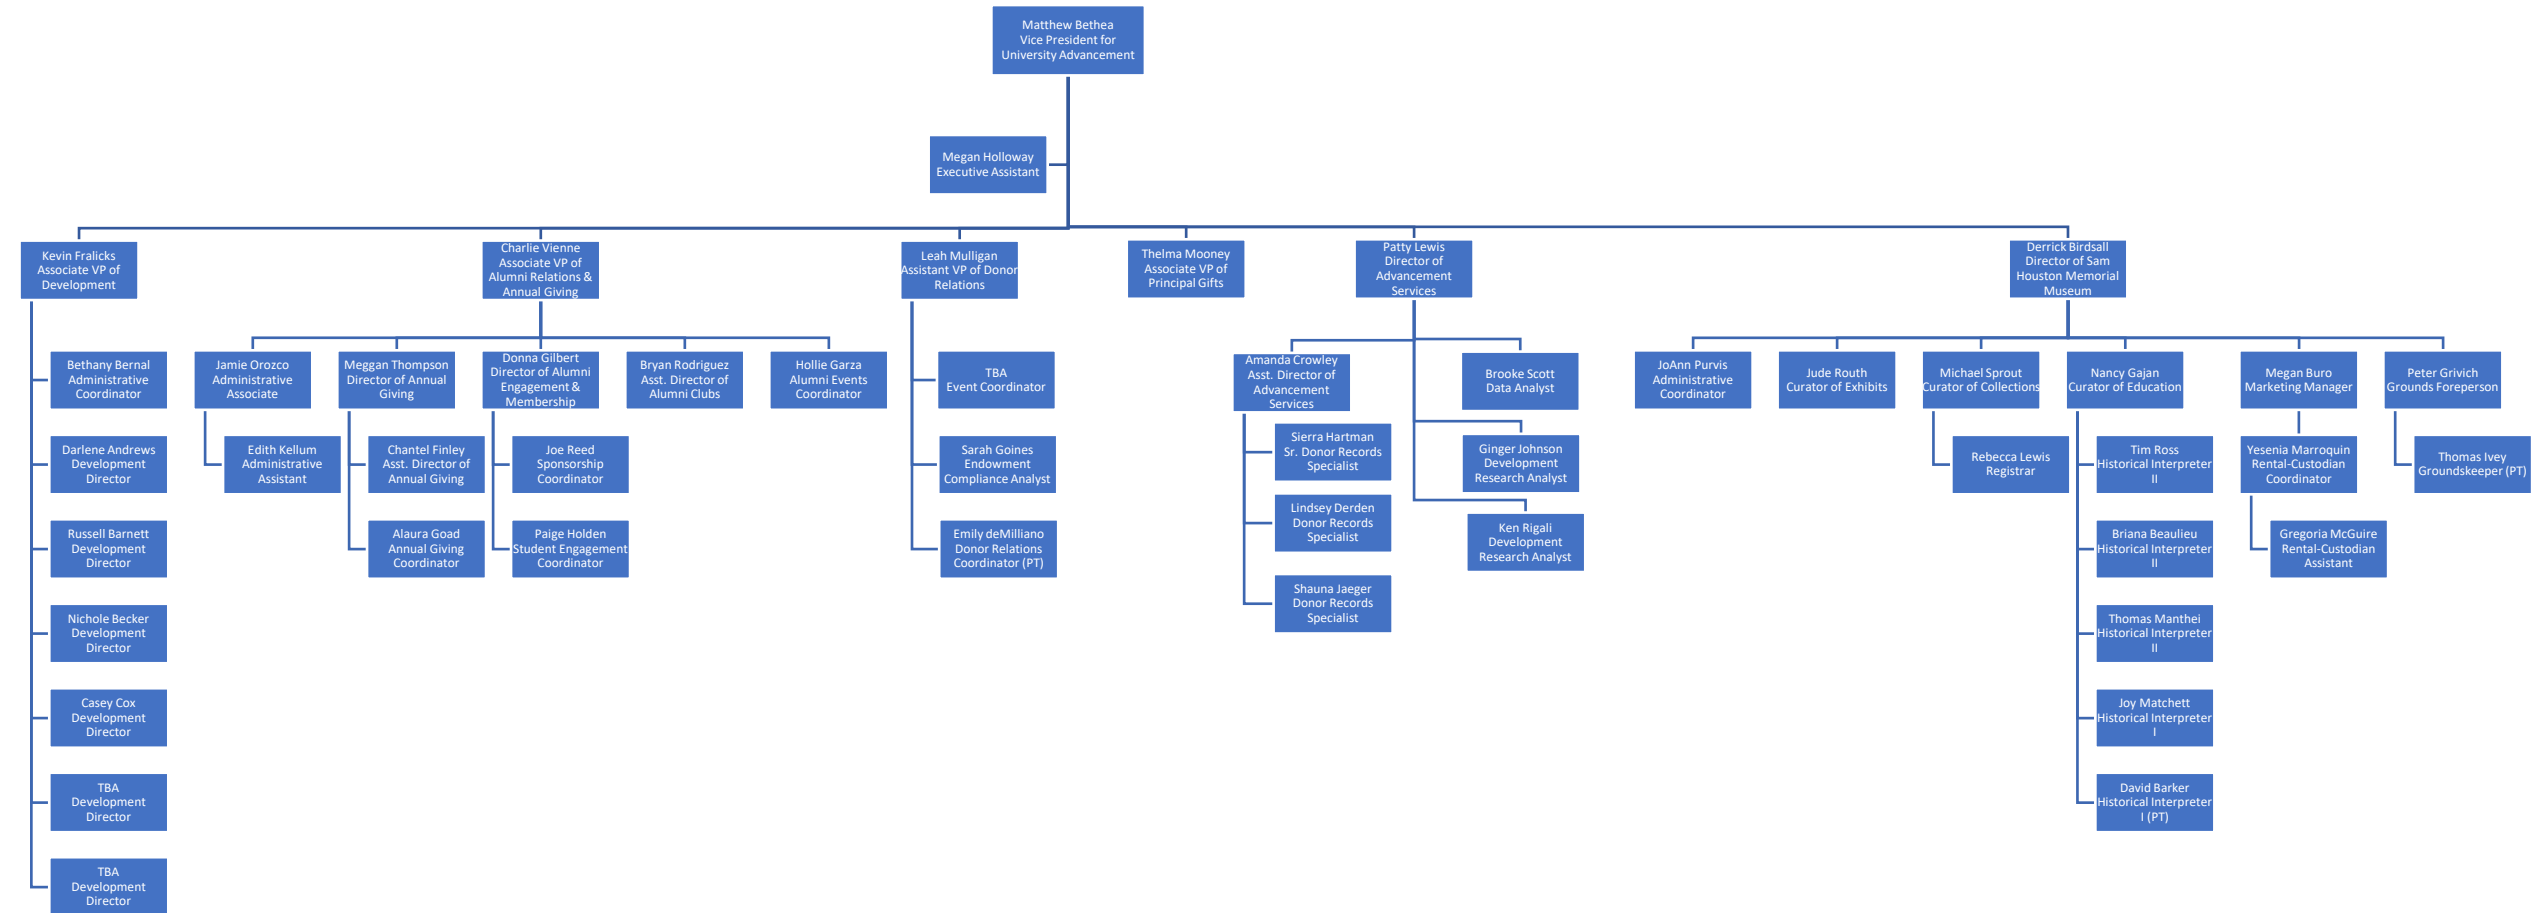 Matthew Bethea
Vice President for
University Advancement
Megan Holloway
Executive Assistant
Kevin Fralicks
Associate VP of
Development
Charlie Vienne
Associate VP of
Alumni Relations &
Annual Giving
Leah Mulligan
Assistant VP of Donor
Relations
Thelma Mooney
Associate VP of
Principal Gifts
Patty Lewis
Director of
Advancement
Services
Derrick Birdsall
Director of Sam
Houston Memorial
Museum
Bethany Bernal
Administrative
Coordinator
Darlene Andrews
Development
Director
Russell Barnett
Development
Director
Nichole Becker
Development
Director
Casey Cox
Development
Director
TBA
Development
Director
TBA
Development
Director
Jamie Orozco
Administrative
Associate
Edith Kellum
Administrative
Assistant
Meggan Thompson
Director of Annual
Giving
Chantel Finley
Asst. Director of
Annual Giving
Alaura Goad
Annual Giving
Coordinator
Donna Gilbert
Director of Alumni
Engagement &
Membership
Joe Reed
Sponsorship
Coordinator
Paige Holden
Student Engagement
Coordinator
Bryan Rodriguez
Asst. Director of
Alumni Clubs
Hollie Garza
Alumni Events
Coordinator
TBA
Event Coordinator
Sarah Goines
Endowment
Compliance Analyst
Emily deMilliano
Donor Relations
Coordinator (PT)
Amanda Crowley
Asst. Director of
Advancement
Services
Sierra Hartman
Sr. Donor Records
Specialist
Lindsey Derden
Donor Records
Specialist
Shauna Jaeger
Donor Records
Specialist
Brooke Scott
Data Analyst
Ginger Johnson
Development
Research Analyst
Ken Rigali
Development
Research Analyst
JoAnn Purvis
Administrative
Coordinator
Jude Routh
Curator of Exhibits
Michael Sprout
Curator of Collections
Rebecca Lewis
Registrar
Nancy Gajan
Curator of Education
Tim Ross
Historical Interpreter
II
Briana Beaulieu
Historical Interpreter
II
Thomas Manthei
Historical Interpreter
II
Joy Matchett
Historical Interpreter
I
David Barker
Historical Interpreter
I (PT)
Megan Buro
Marketing Manager
Yesenia Marroquin
Rental-Custodian
Coordinator
Gregoria McGuire
Rental-Custodian
Assistant
Peter Grivich
Grounds Foreperson
Thomas Ivey
Groundskeeper (PT)